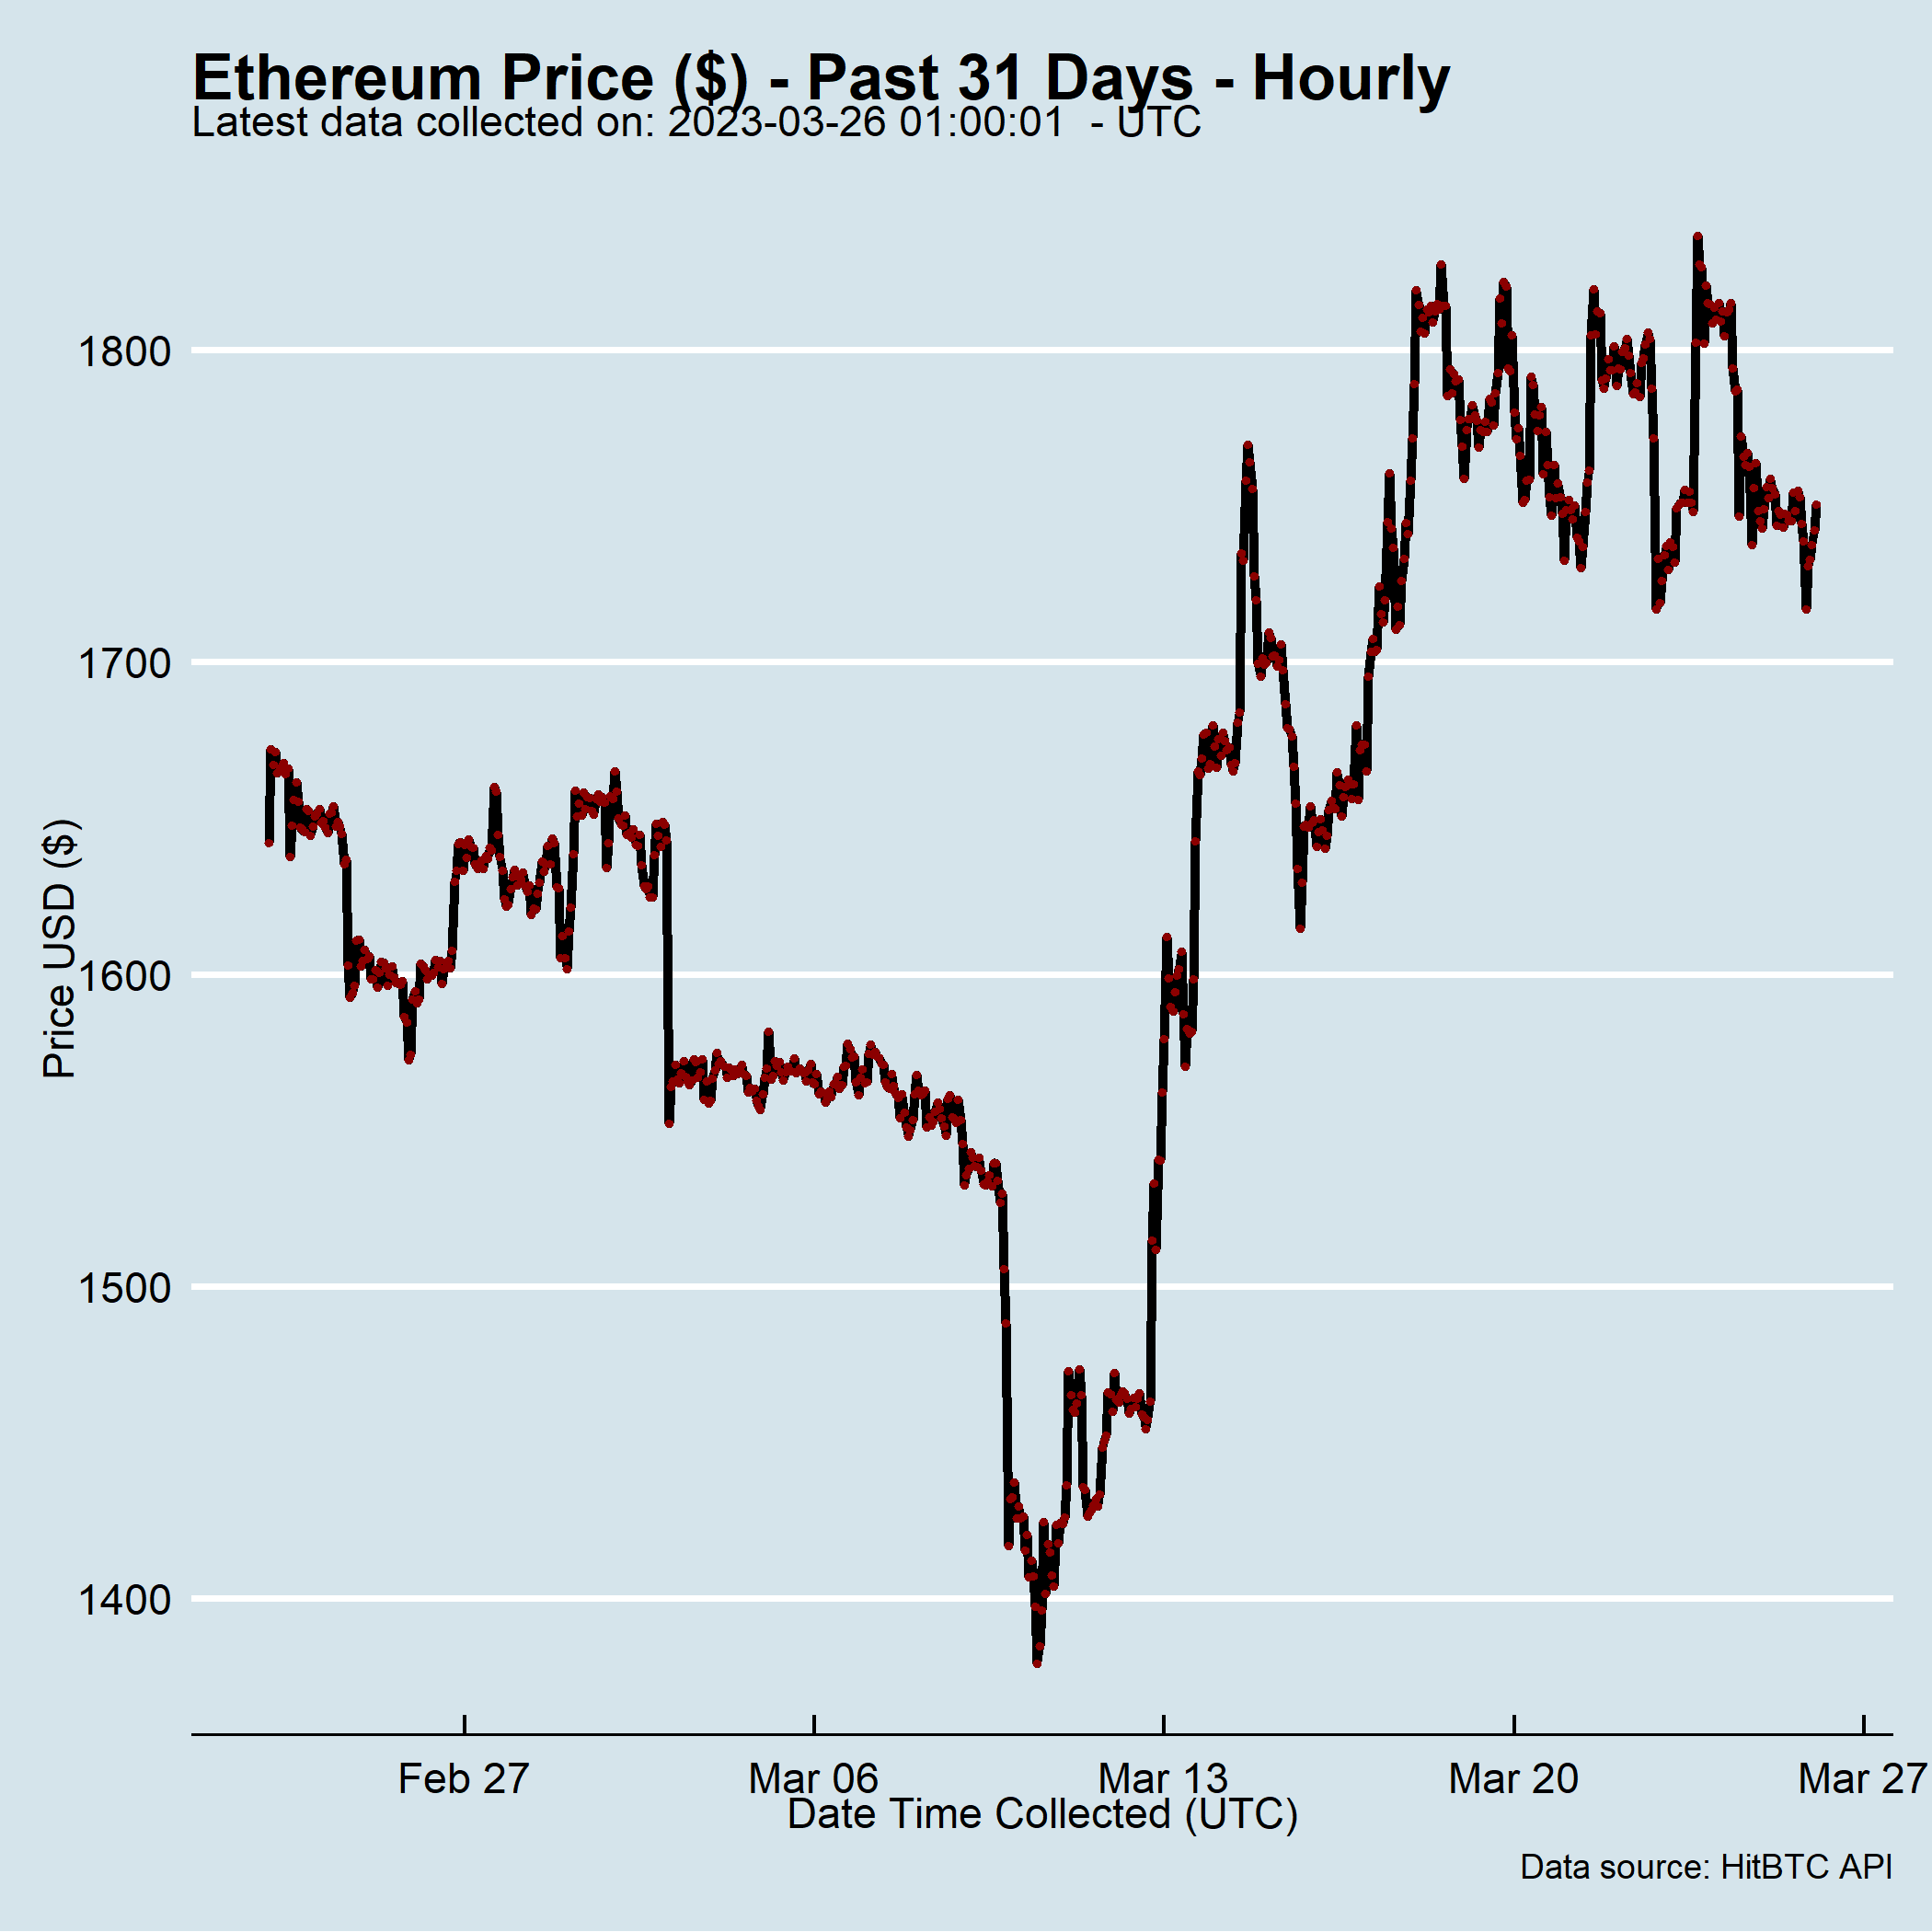 Ethereum Price ($) - Past 31 Days - Hourly
Latest data collected on: 2023-03-26 01:00:01  - UTC
Price USD ($)
1800
1700
1600
1500
1400
Feb 27
Mar 06
Mar 13
Mar 20
Mar 27
Date Time Collected (UTC)
Data source: HitBTC API